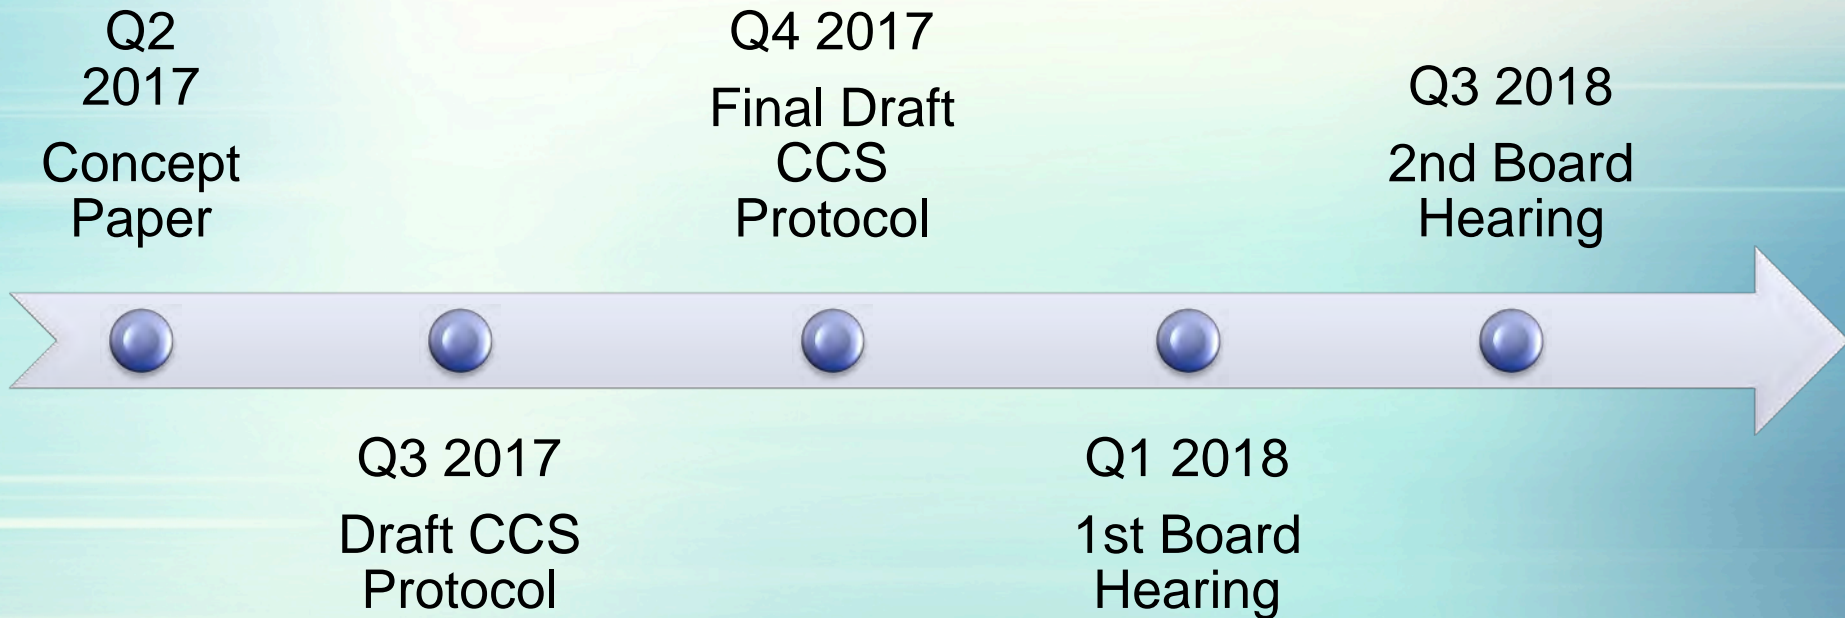 Q2
2017
Concept
Paper
Q3 2017
Draft CCS
Protocol
Q4 2017
Final Draft
CCS
Protocol
Q1 2018
1st Board
Hearing
Q3 2018
2nd Board
Hearing